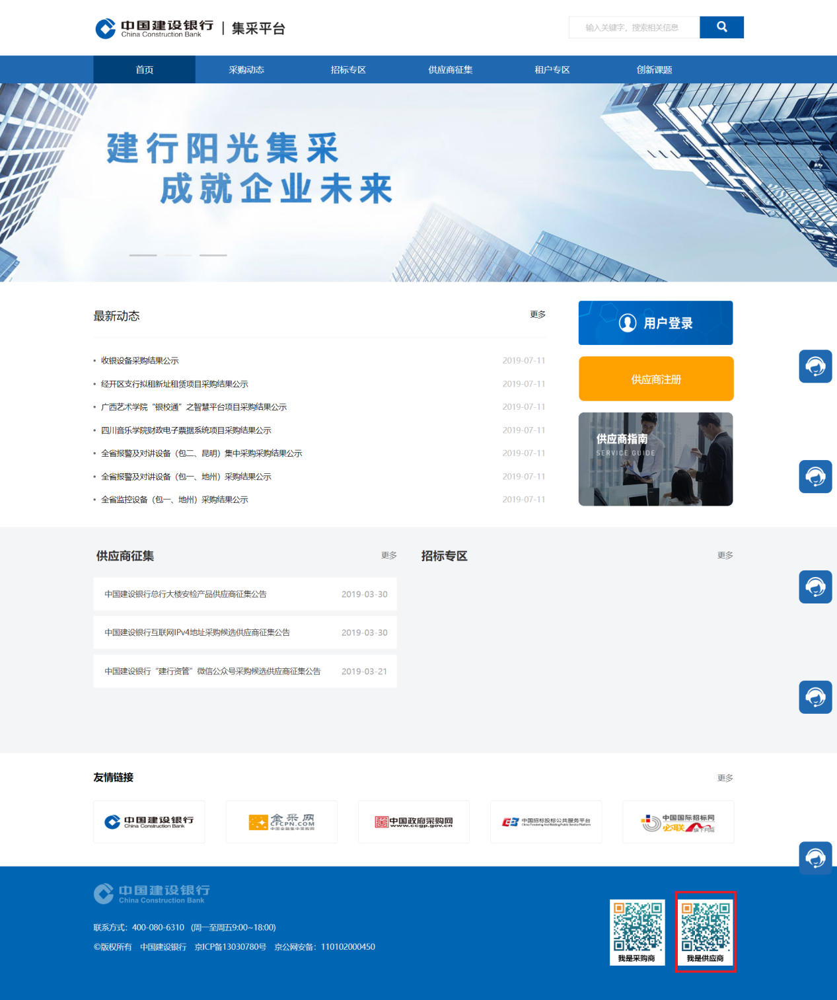 中国建设银行
China Construction Bank
集采平台
输入关键字，搜索相关信息
首页
采购动态
招标专区
供应商征集
租户专区
创新课题
建行阳光集采
成就企业未来
最新动态
更多
收银设备采购结果公示 2019-07-11
经开区支行拟租新址租赁项目采购结果公示 2019-07-11
广西艺术学院“银校通”之智慧平台项目采购结果公示 2019-07-11
四川音乐学院财政电子票据系统项目采购结果公示 2019-07-11
全省报警及对讲设备（包二、昆明）集中采购采购结果公示 2019-07-11
全省报警及对讲设备（包一、地州）采购结果公示 2019-07-11
全省监控设备（包一、地州）采购结果公示 2019-07-11
用户登录
供应商注册
供应商指南
SERVICE GUIDE
供应商征集
更多
中国建设银行总行大楼安检产品供应商征集公告 2019-03-30
中国建设银行互联网IPv4地址采购候选供应商征集公告 2019-03-30
中国建设银行“建行资管”微信公众号采购候选供应商征集公告 2019-03-21
招标专区
更多
友情链接
更多
中国建设银行
China Construction Bank
金采网
CFCPN.COM
中国金融集中采购网
中国政府采购网
www.ccgp.gov.cn
中国招标投标公共服务平台
China Tendering And Bidding Public Service Platform
中国国际招标网
必联
旗下网站
中国建设银行
China Construction Bank
联系方式：400-080-6310 (周一至周五9:00~18:00)
©版权所有 中国建设银行 京ICP备13030780号 京公网安备：110102000450
我是采购商
我是供应商